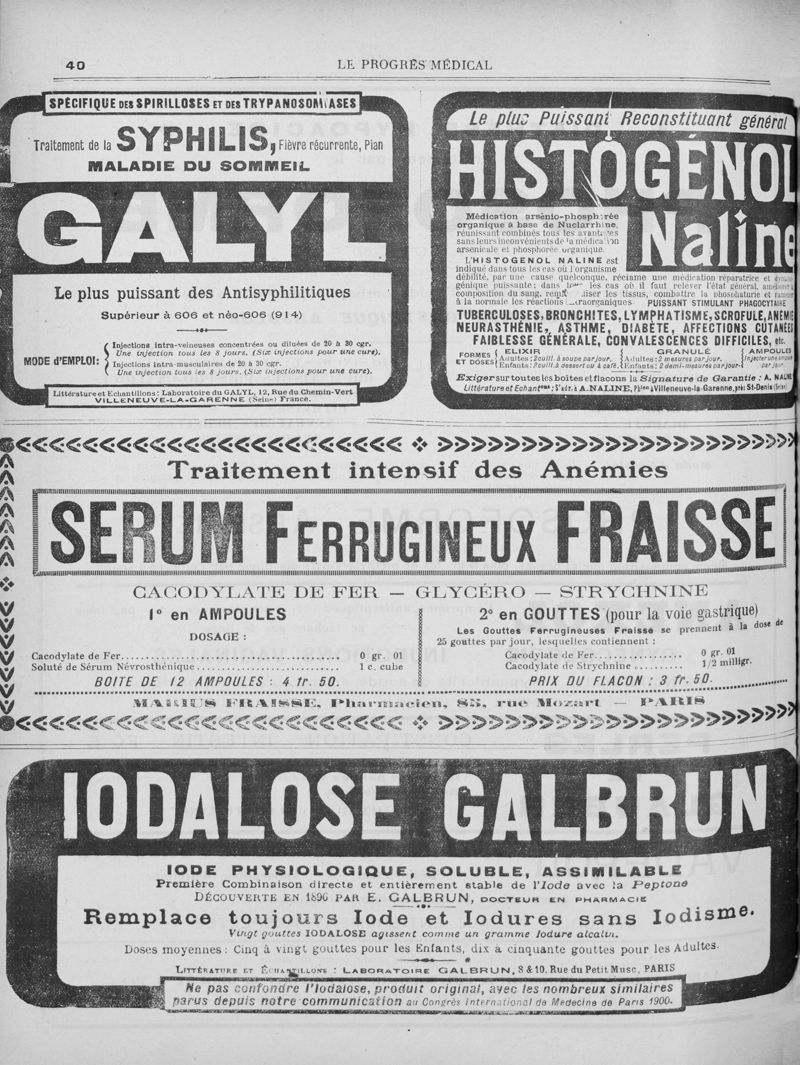 40
LE PROGRÈS MÉDICAL
SPÉCIFIQUE DES SPIRILLOSES ET DES TRYPANOSOMIASES
Traitement de la SYPHILIS, Fièvre récurrente, Pian
MALADIE DU SOMMEIL
GALYL
Le plus puissant des Antisyphilitiques
Supérieur à 606 et néo-606 (914)
MODE D'EMPLOI:
Injections intra-veineuses concentrées ou diluées de 20 à 30 cgr.
Une injection tous les 8 jours. (Six injections pour une cure).
Injections intra-musculaires de 20 à 30 cgr.
Une injection tous les 8 jours. (Six injections pour une cure).
Littérature et Echantillons : Laboratoire du GALYL, 12, Rue du Chemin-Vert
VILLENEUVE-LA-GARENNE (Seine) France.
Le plus Puissant Reconstituant général
HISTOGÉNOL
Naline
Médication arsénio-phosphorée
organique à base de Nuclarrhine,
réunissant combinés tous les avantages
sans leurs inconvénients de la médication
arsenicale et phosphorée organique.
L'HISTOGENOL NALINE est
indiqué dans tous les cas où l'organisme
débilité, par une cause quelconque, réclame une médication réparatrice et
génique puissante; dans les cas où il faut relever l'état général,
composition du sang, les tissus, combattre la phosphaturie et
à la normale les réactions PUISSANT STIMULANT PHAGOCYTAIRE
TUBERCULOSES, BRONCHITES, LYMPHATISME, SCROFULE, ANÉMIE
NEURASTHÉNIE, ASTHME, DIABÈTE, AFFECTIONS CUTANÉES
FAIBLESSE GÉNÉRALE, CONVALESCENCES DIFFICILES, etc.
FORMES ET DOSES
ELIXIR
Adultes: 2 cuill. à soupe par jour.
Enfants: 2 cuill. à dessert ou à café.
GRANULÉ
Adultes: 2 mesures par jour.
Enfants: 2 demi-mesures par jour.
AMPOULES
Injecter une ampoule
par jour.
Exiger sur toutes les boîtes et flacons la Signature de Garantie : A. NALINE
Littérature et Echantons : S'adr. à A. NALINE, Phien à Villeneuve-la-Garenne, près St-Denis (Seine)
Traitement intensif des Anémies
SERUM FERRUGINEUX FRAISSE
CACODYLATE DE FER — GLYCÉRO — STRYCHNINE
1° en AMPOULES
DOSAGE :
Cacodylate de Fer........ 0 gr. 01
Soluté de Sérum Névrosthénique........ 1 c. cube
BOITE DE 12 AMPOULES : 4 fr. 50.
2° en GOUTTES (pour la voie gastrique)
Les Gouttes Ferrugineuses Fraisse se prennent à la dose de
25 gouttes par jour, lesquelles contiennent :
Cacodylate de Fer........ 0 gr. 01
Cacodylate de Strychnine........ 1/2 milligr.
PRIX DU FLACON : 3 fr. 50.
MARIUS FRAISSE, Pharmacien, 85, rue Mozart — PARIS
IODALOSE GALBRUN
IODE PHYSIOLOGIQUE, SOLUBLE, ASSIMILABLE
Première Combinaison directe et entièrement stable de l'Iode avec la Peptone
DÉCOUVERTE EN 1896 PAR E. GALBRUN, DOCTEUR EN PHARMACIE
Remplace toujours Iode et Iodures sans Iodisme.
Vingt gouttes IODALOSE agissent comme un gramme Iodure alcalin.
Doses moyennes : Cinq à vingt gouttes pour les Enfants, dix à cinquante gouttes pour les Adultes.
LITTÉRATURE ET ÉCHANTILLONS : LABORATOIRE GALBRUN, 8 & 10, Rue du Petit Musc, PARIS
Ne pas confondre l'Iodalose, produit original, avec les nombreux similaires
parus depuis notre communication au Congrès International de Médecine de Paris 1900.